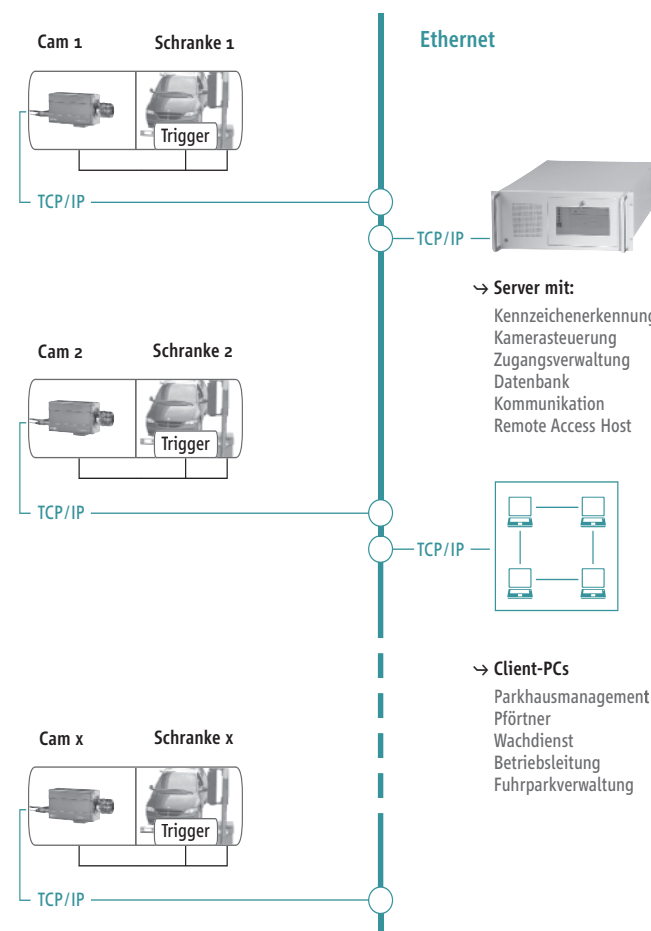 Cam 1
Schranke 1
Ethernet
Trigger
TCP/IP
TCP/IP
Server mit:
Kennzeichenerkennung
Kamerasteuerung
Zugangsverwaltung
Datenbank
Kommunikation
Remote Access Host
Cam 2
Schranke 2
Trigger
TCP/IP
TCP/IP
Client-PCs
Parkhausmanagement
Pförtner
Wachdienst
Betriebsleitung
Fuhrparkverwaltung
Cam x
Schranke x
Trigger
TCP/IP